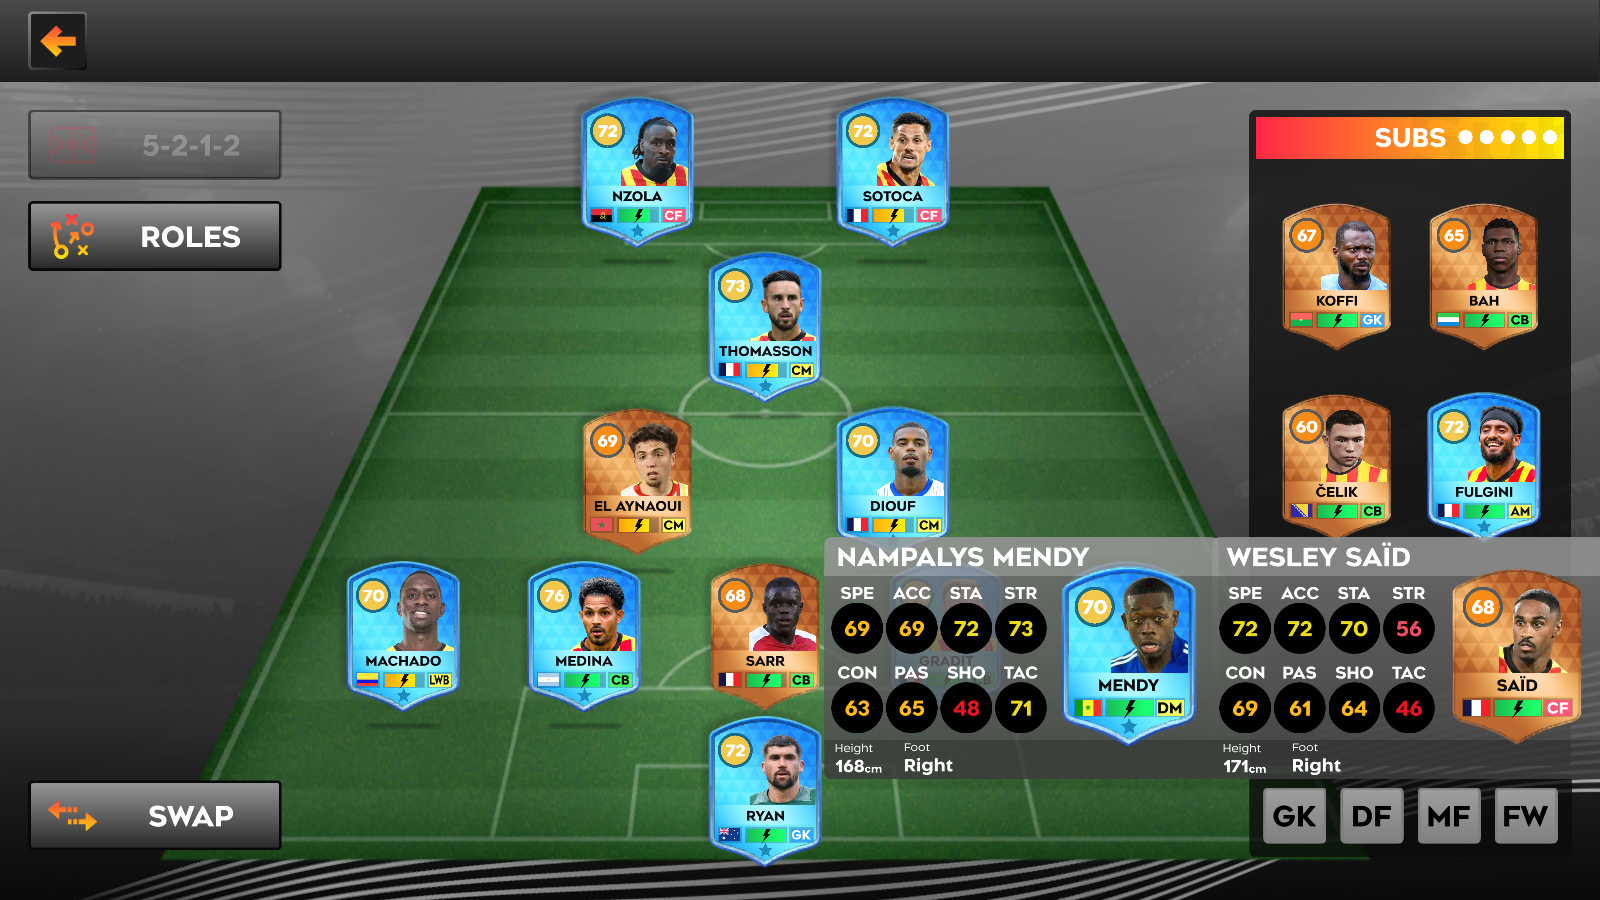 5-2-1-2
ROLES
SWAP
72
NZOLA
CF
72
SOTOCA
CF
73
THOMASSON
CM
69
EL AYNAOUI
CM
70
DIOUF
CM
70
MACHADO
LWB
76
MEDINA
CB
68
SARR
CB
GRADIT
72
RYAN
GK
SUBS
67
KOFFI
GK
65
BAH
CB
60
ČELIK
CB
72
FULGINI
AM
NAMPALYS MENDY
SPE ACC STA STR
69 69 72 73
CON PAS SHO TAC
63 65 48 71
Height Foot
168cm Right
70
MENDY
DM
WESLEY SAÏD
SPE ACC STA STR
72 72 70 56
CON PAS SHO TAC
69 61 64 46
Height Foot
171cm Right
68
SAÏD
CF
GK DF MF FW